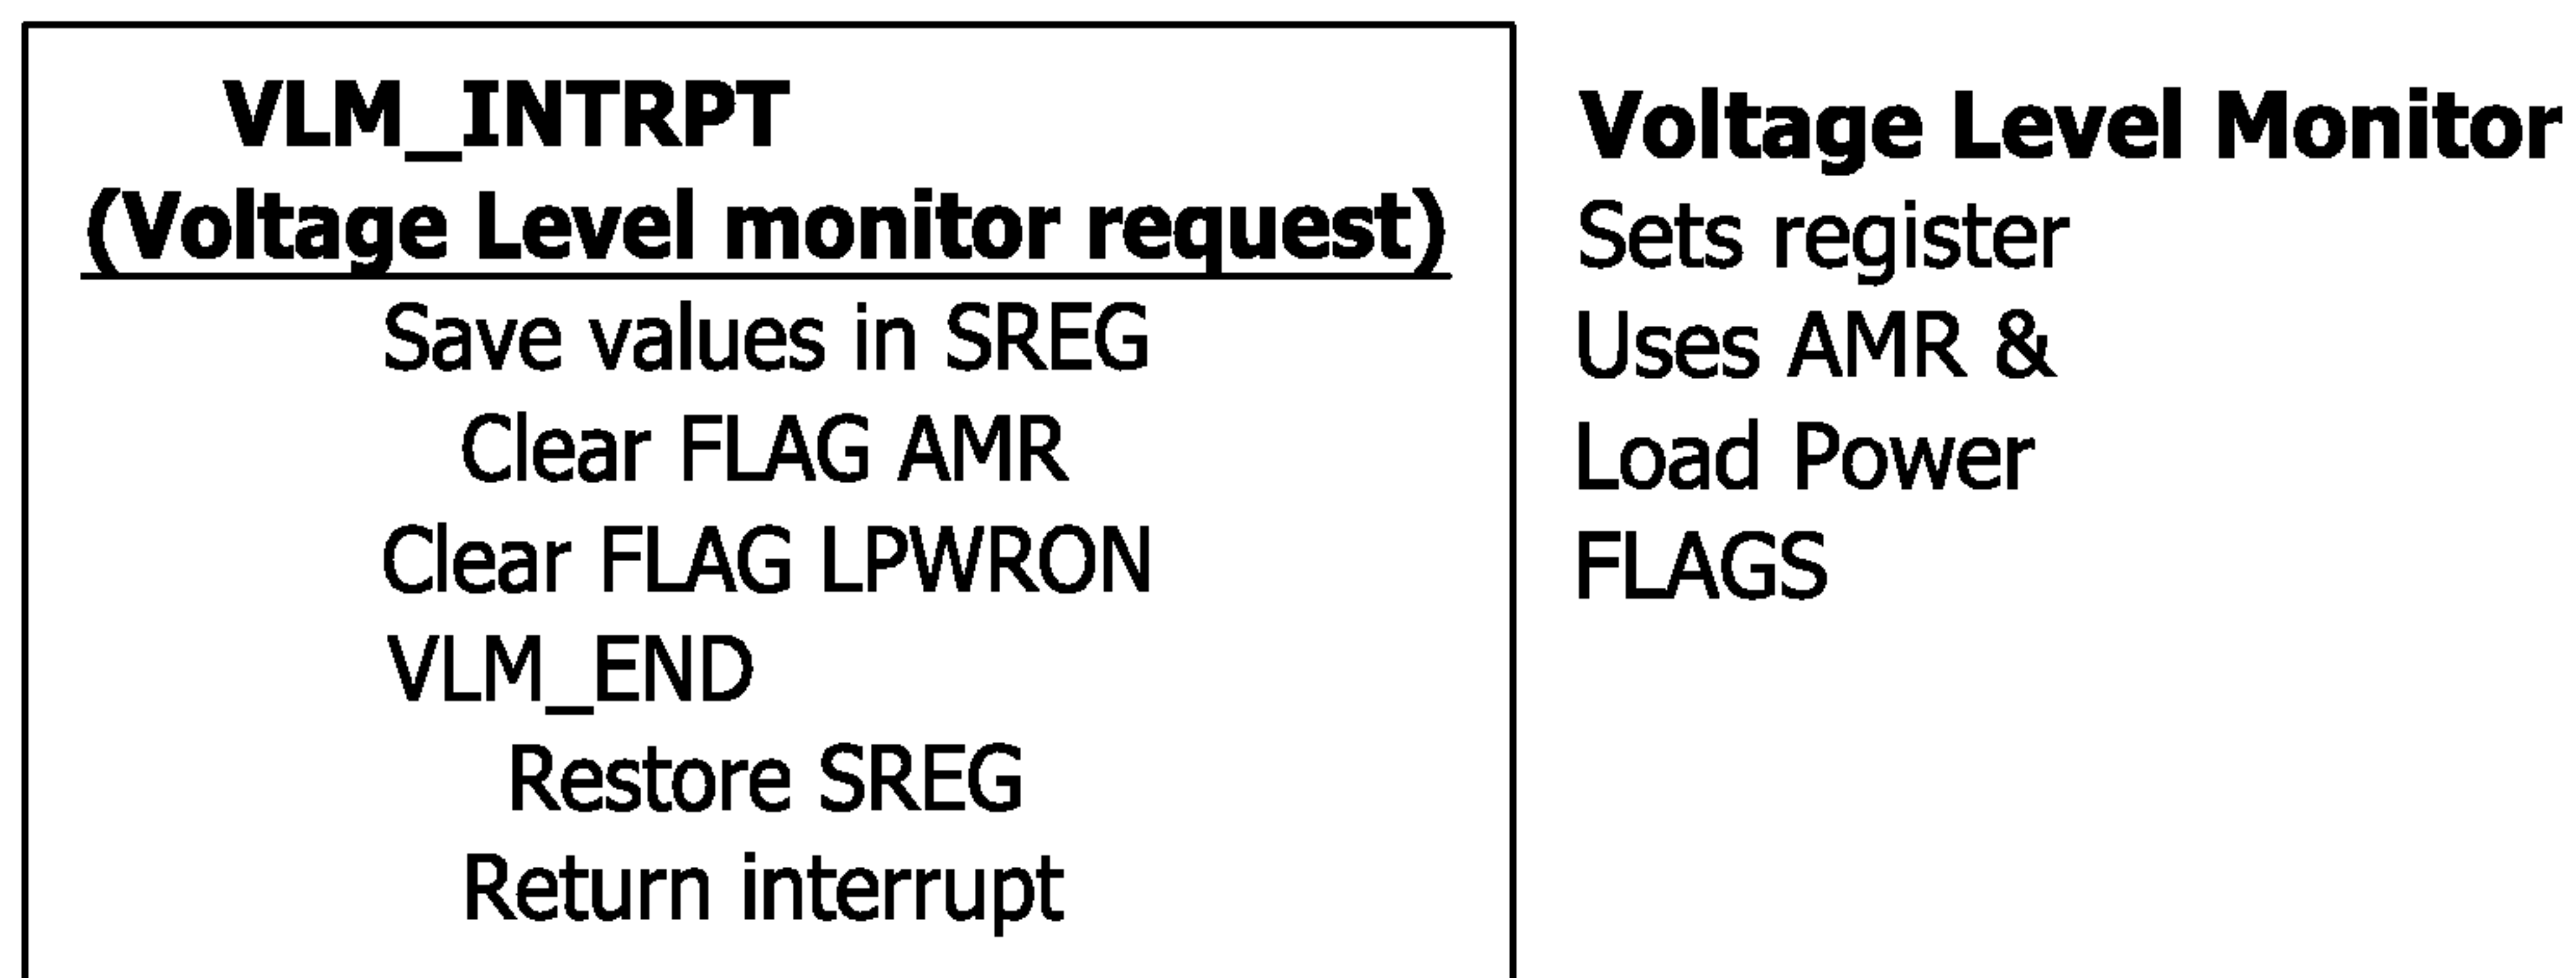 VLM_INTRPT
(Voltage Level monitor request)
Save values in SREG
Clear FLAG AMR
Clear FLAG LPWRON
VLM_END
Restore SREG
Return interrupt
Voltage Level Monitor
Sets register
Uses AMR &
Load Power
FLAGS